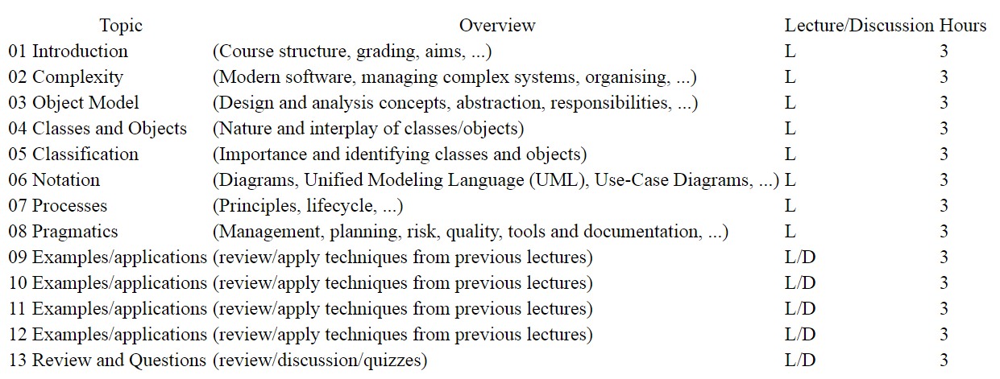 Topic Overview Lecture/Discussion Hours
01 Introduction (Course structure, grading, aims, ...) L 3
02 Complexity (Modern software, managing complex systems, organising, ...) L 3
03 Object Model (Design and analysis concepts, abstraction, responsibilities, ...) L 3
04 Classes and Objects (Nature and interplay of classes/objects) L 3
05 Classification (Importance and identifying classes and objects) L 3
06 Notation (Diagrams, Unified Modeling Language (UML), Use-Case Diagrams, ...) L 3
07 Processes (Principles, lifecycle, ...) L 3
08 Pragmatics (Management, planning, risk, quality, tools and documentation, ...) L 3
09 Examples/applications (review/apply techniques from previous lectures) L/D 3
10 Examples/applications (review/apply techniques from previous lectures) L/D 3
11 Examples/applications (review/apply techniques from previous lectures) L/D 3
12 Examples/applications (review/apply techniques from previous lectures) L/D 3
13 Review and Questions (review/discussion/quizzes) L/D 3